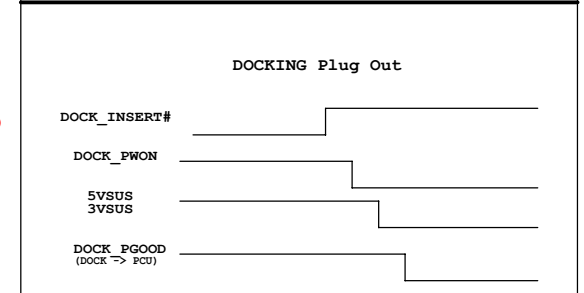 DOCKING Plug Out
DOCK_INSERT#
DOCK_PWON
5VSUS
3VSUS
DOCK_PGOOD
(DOCK -> PCU)